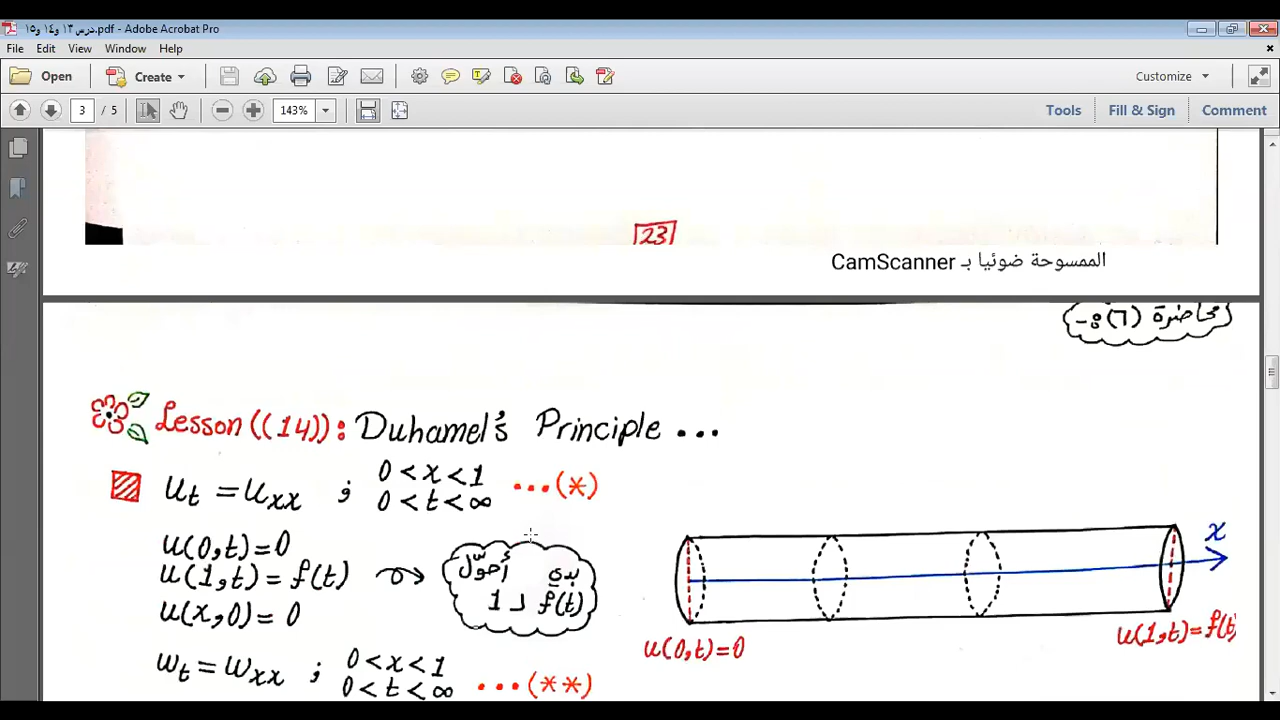 درس ١٣ و١٤ و١٥.pdf - Adobe Acrobat Pro
File Edit View Window Help
Open Create Customize
3 / 5 143% Tools Fill & Sign Comment
23
الممسوحة ضوئيا بـ CamScanner
محاضرة (٦) :-
Lesson ((14)): Duhamel's Principle ...
u_t = u_xx ; 0 < x < 1
0 < t < ∞ ...(*)
u(0,t)=0
u(1,t) = f(t)
u(x,0) = 0
بدي أحوّل
f(t) لـ 1
x
u(0,t)=0
u(1,t)=f(t)
w_t = w_xx ; 0 < x < 1
0 < t < ∞ ...(**)